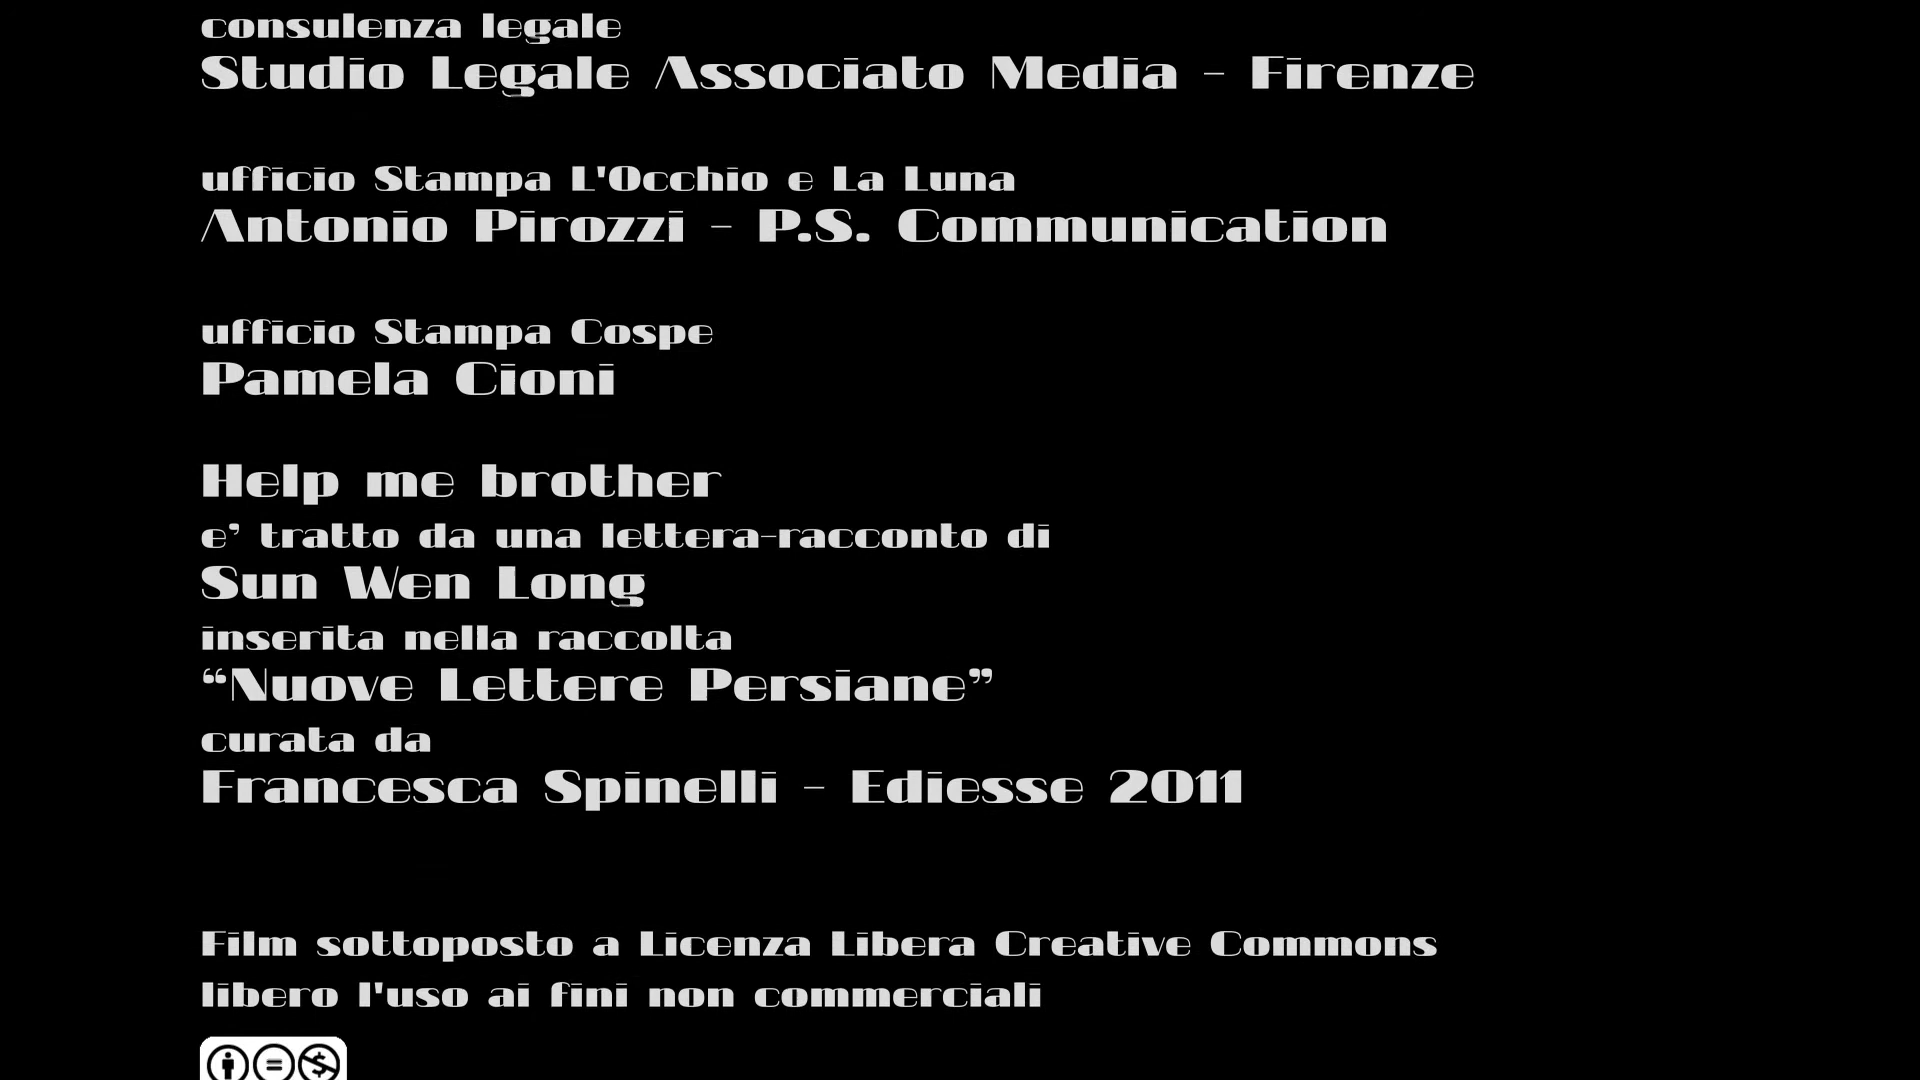 consulenza legale
Studio Legale Associato Media - Firenze
ufficio Stampa L'Occhio e La Luna
Antonio Pirozzi - P.S. Communication
ufficio Stampa Cospe
Pamela Cioni
Help me brother
e’ tratto da una lettera-racconto di
Sun Wen Long
inserita nella raccolta
“Nuove Lettere Persiane”
curata da
Francesca Spinelli - Ediesse 2011
Film sottoposto a Licenza Libera Creative Commons
libero l'uso ai fini non commerciali